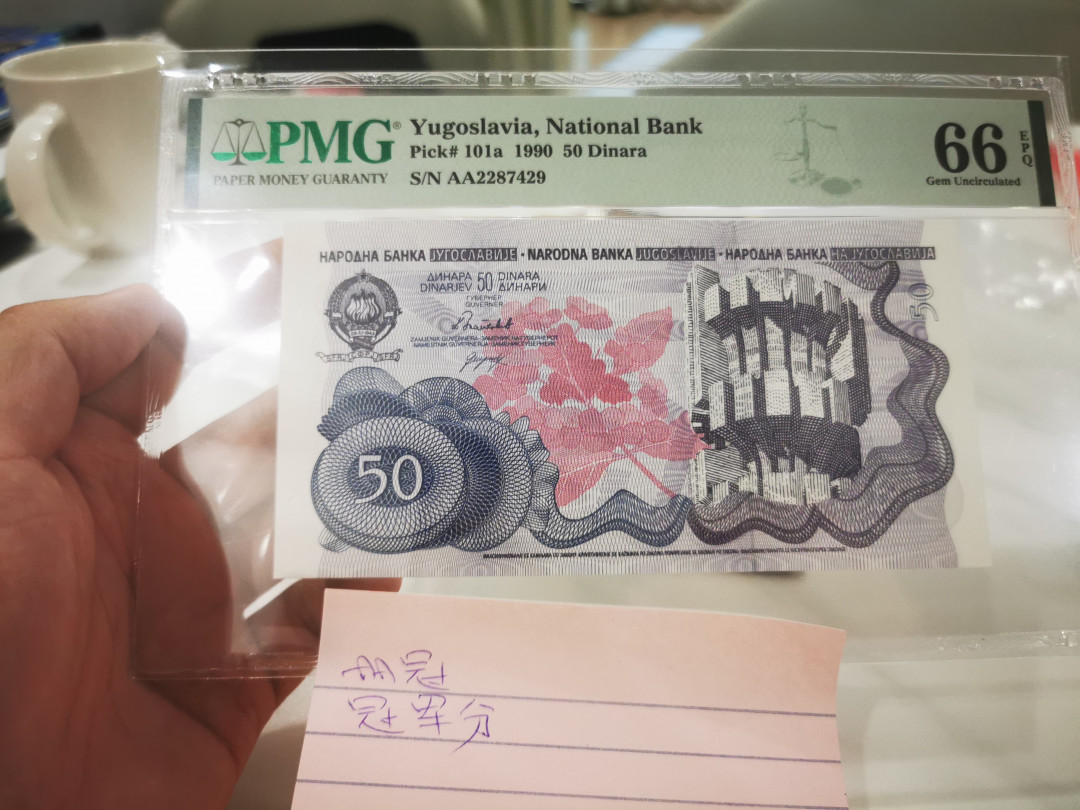 PMG®
PAPER MONEY GUARANTY
Yugoslavia, National Bank
Pick# 101a 1990 50 Dinara
S/N AA2287429
66
EPQ
Gem Uncirculated
НАРОДНА БАНКА ЈУГОСЛАВИЈЕ · NARODNA BANKA JUGOSLAVIJE · НАРОДНА БАНКА НА ЈУГОСЛАВИЈА
ДИНАРА 50 DINARA
DINARJEV 50 ДИНАРИ
ГУВЕРНЕР
GUVERNER
50
50
冠
冠军分